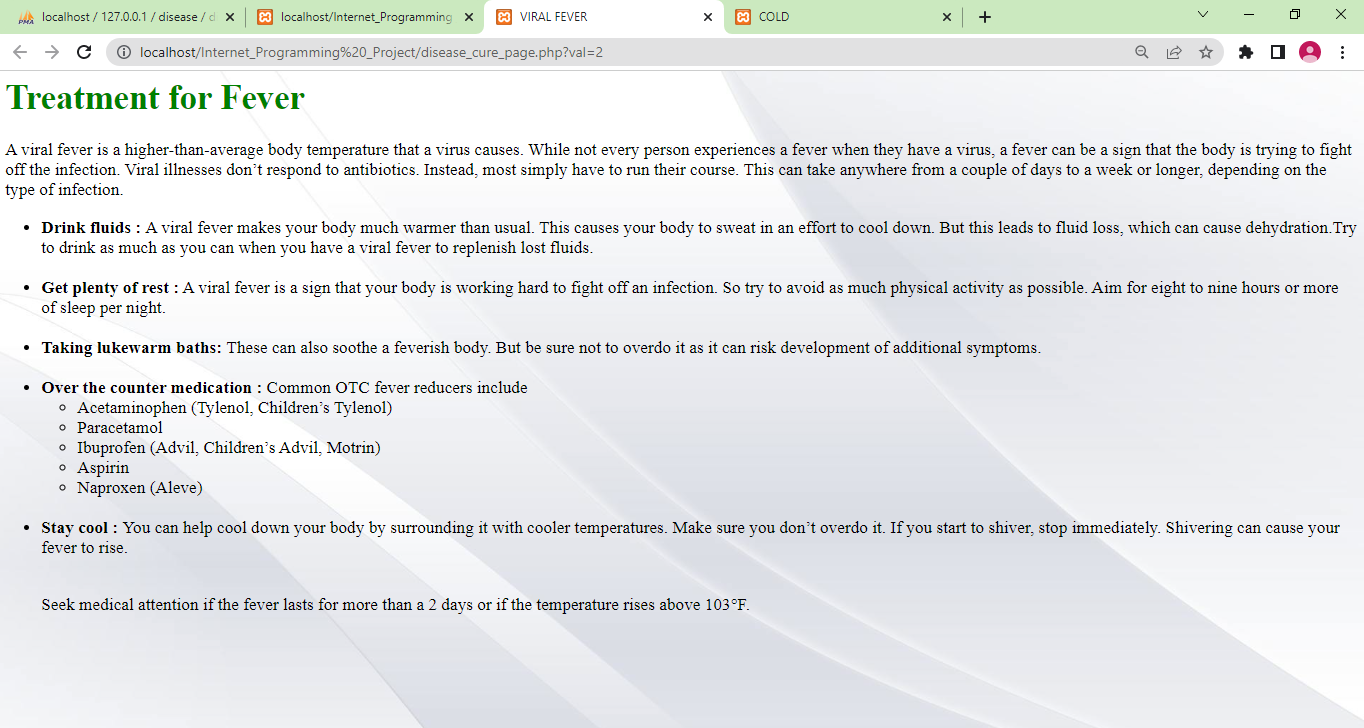 localhost / 127.0.0.1 / disease / d
localhost/Internet_Programming
VIRAL FEVER
COLD
localhost/Internet_Programming%20_Project/disease_cure_page.php?val=2
Treatment for Fever
A viral fever is a higher-than-average body temperature that a virus causes. While not every person experiences a fever when they have a virus, a fever can be a sign that the body is trying to fight
off the infection. Viral illnesses don’t respond to antibiotics. Instead, most simply have to run their course. This can take anywhere from a couple of days to a week or longer, depending on the
type of infection.
• Drink fluids : A viral fever makes your body much warmer than usual. This causes your body to sweat in an effort to cool down. But this leads to fluid loss, which can cause dehydration.Try
to drink as much as you can when you have a viral fever to replenish lost fluids.
• Get plenty of rest : A viral fever is a sign that your body is working hard to fight off an infection. So try to avoid as much physical activity as possible. Aim for eight to nine hours or more
of sleep per night.
• Taking lukewarm baths: These can also soothe a feverish body. But be sure not to overdo it as it can risk development of additional symptoms.
• Over the counter medication : Common OTC fever reducers include
◦ Acetaminophen (Tylenol, Children’s Tylenol)
◦ Paracetamol
◦ Ibuprofen (Advil, Children’s Advil, Motrin)
◦ Aspirin
◦ Naproxen (Aleve)
• Stay cool : You can help cool down your body by surrounding it with cooler temperatures. Make sure you don’t overdo it. If you start to shiver, stop immediately. Shivering can cause your
fever to rise.
Seek medical attention if the fever lasts for more than a 2 days or if the temperature rises above 103°F.